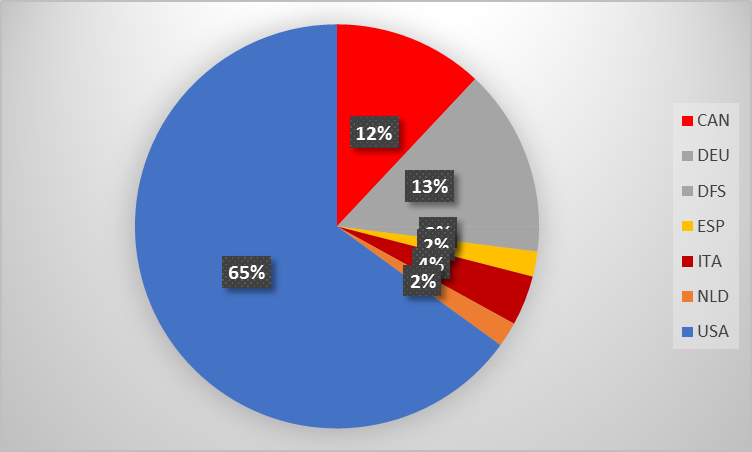 12%
13%
2%
4%
2%
65%
CAN
DEU
DFS
ESP
ITA
NLD
USA